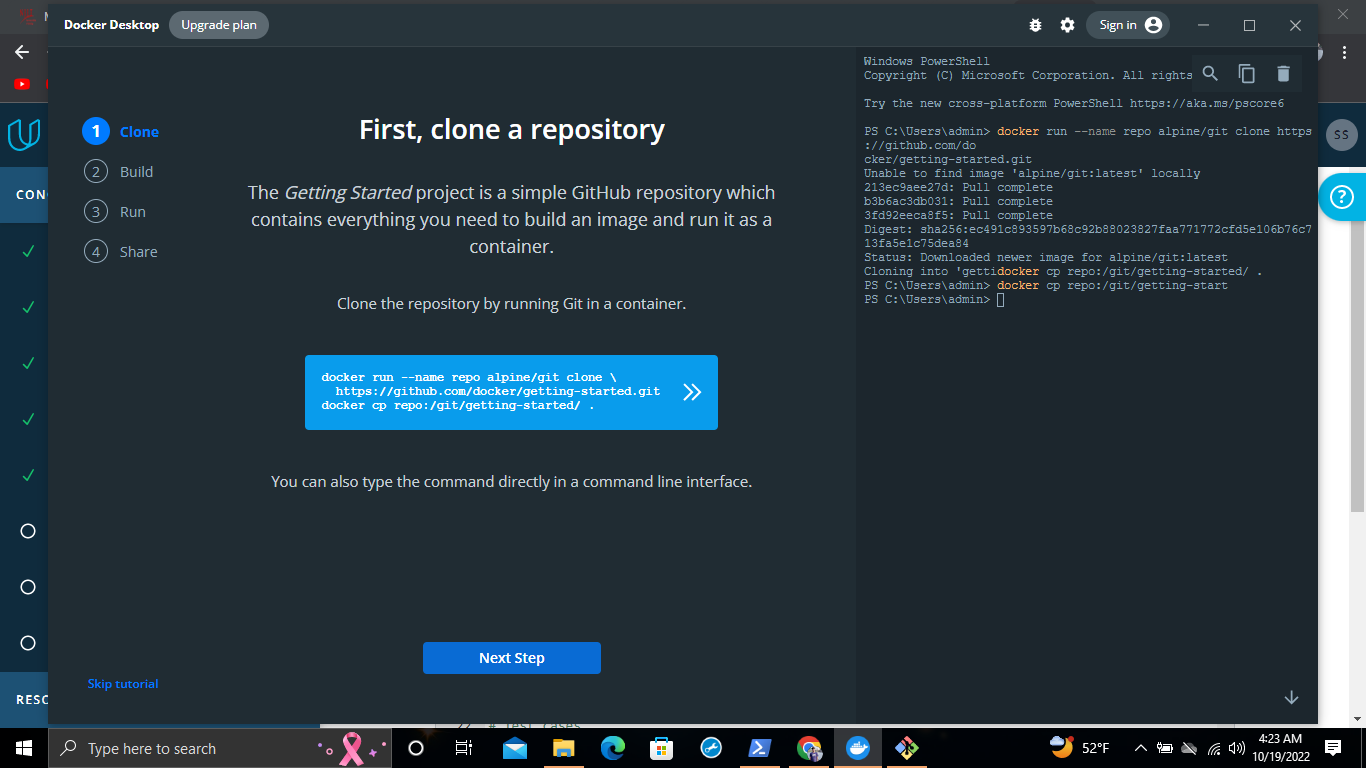 Docker Desktop
Upgrade plan
Sign in
1 Clone
2 Build
3 Run
4 Share
First, clone a repository
The Getting Started project is a simple GitHub repository which
contains everything you need to build an image and run it as a
container.
Clone the repository by running Git in a container.
docker run --name repo alpine/git clone \
https://github.com/docker/getting-started.git
docker cp repo:/git/getting-started/ .
You can also type the command directly in a command line interface.
Next Step
Skip tutorial
Windows PowerShell
Copyright (C) Microsoft Corporation. All rights
Try the new cross-platform PowerShell https://aka.ms/pscore6
PS C:\Users\admin> docker run --name repo alpine/git clone https
://github.com/do
cker/getting-started.git
Unable to find image 'alpine/git:latest' locally
213ec9aee27d: Pull complete
b3b6ac3db031: Pull complete
3fd92eeca8f5: Pull complete
Digest: sha256:ec491c893597b68c92b88023827faa771772cfd5e106b76c7
13fa5e1c75dea84
Status: Downloaded newer image for alpine/git:latest
Cloning into 'gettidocker cp repo:/git/getting-started/ .
PS C:\Users\admin> docker cp repo:/git/getting-start
PS C:\Users\admin>
CON
RESC
SS
?
# Test cases
Type here to search
52°F
4:23 AM
10/19/2022